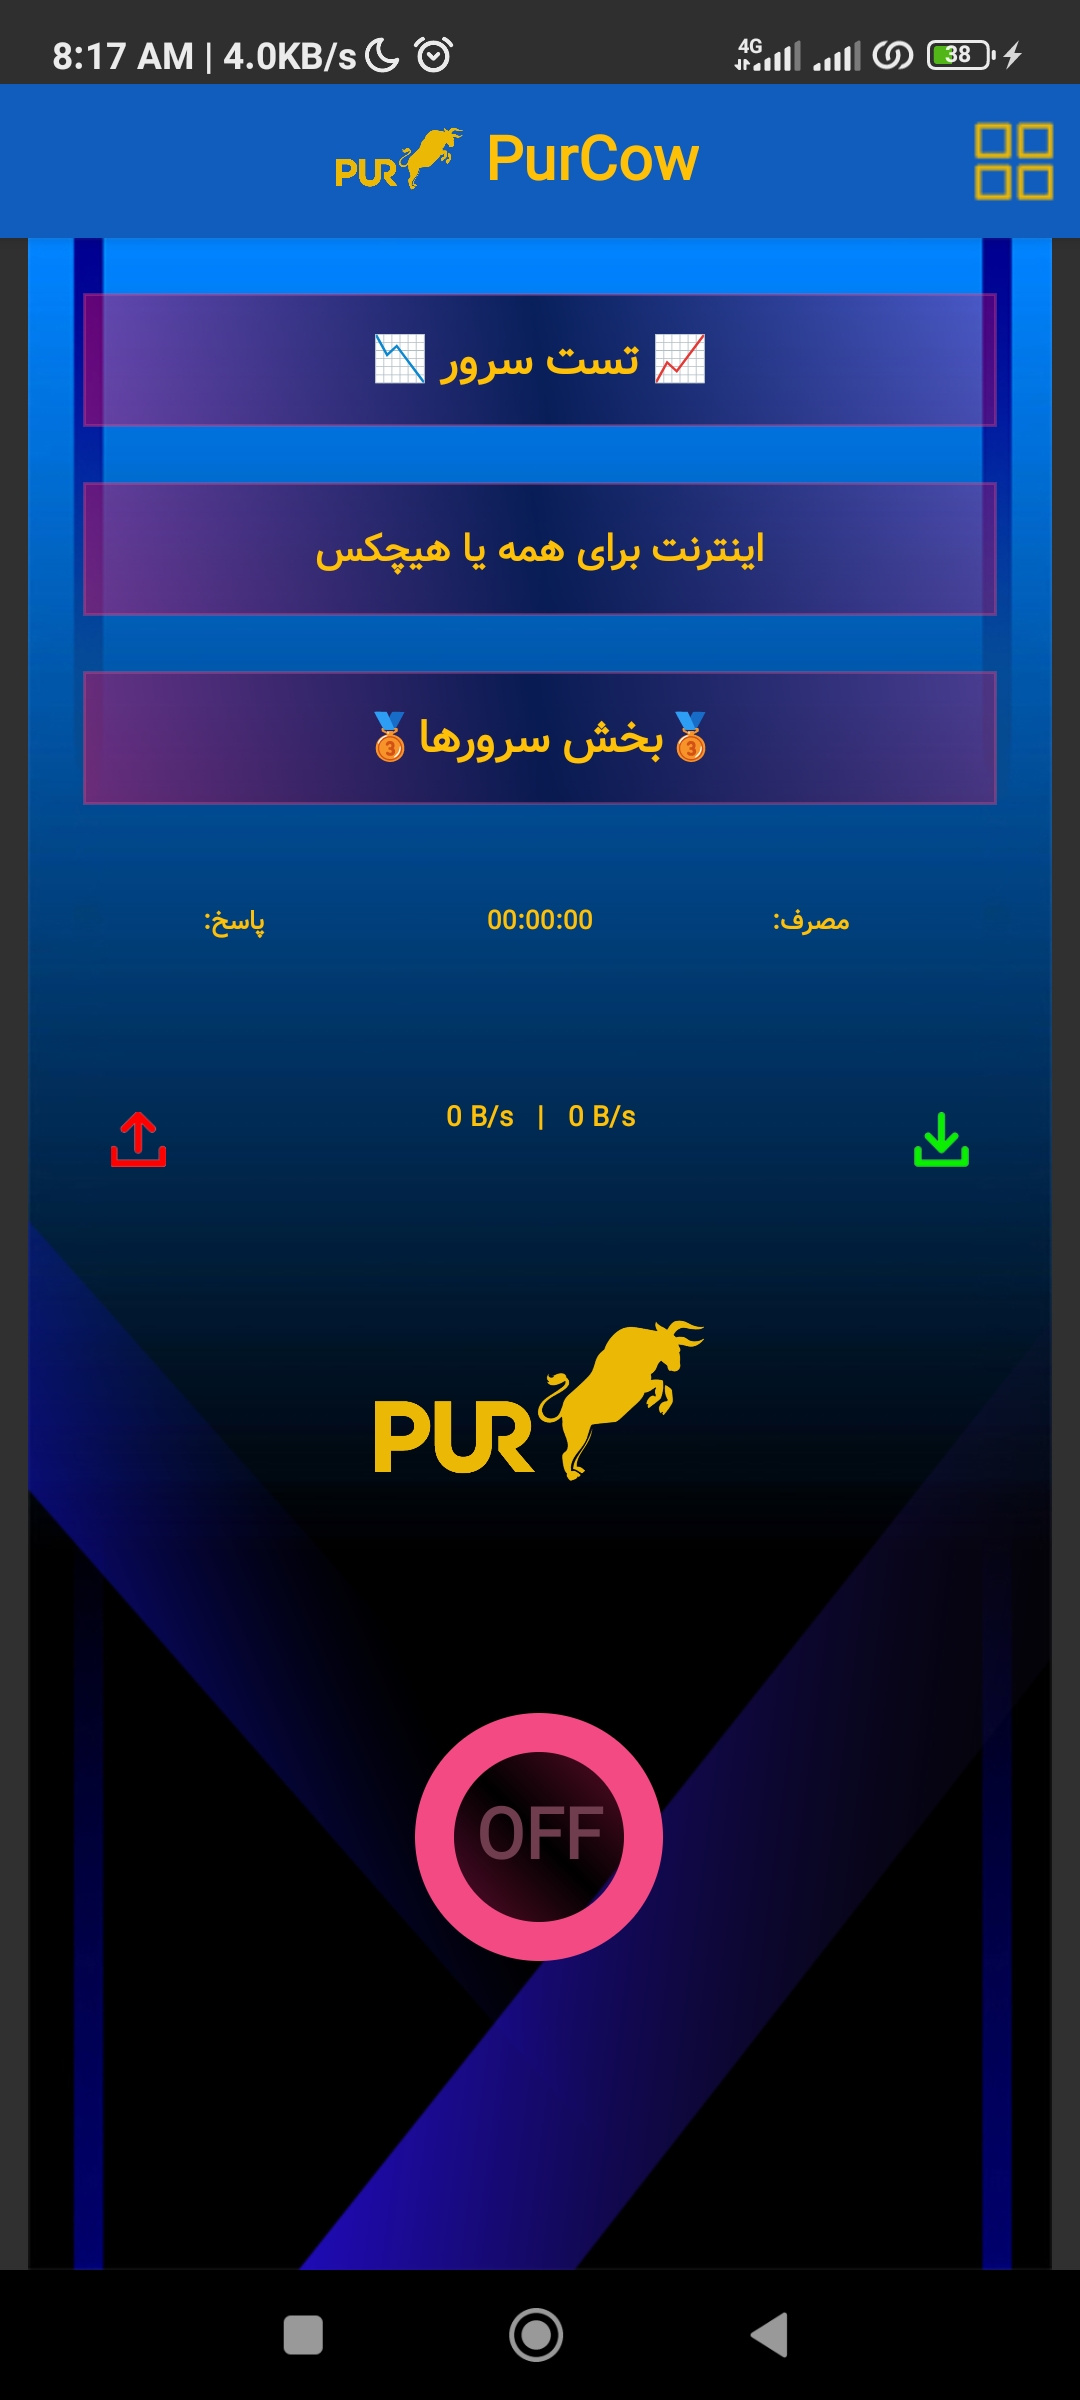 8:17 AM | 4.0KB/s 4G 38
PUR PurCow
📈 تست سرور 📉
اینترنت برای همه یا هیچکس
🥉بخش سرورها🥉
مصرف: 00:00:00 پاسخ:
0 B/s | 0 B/s
PUR
OFF